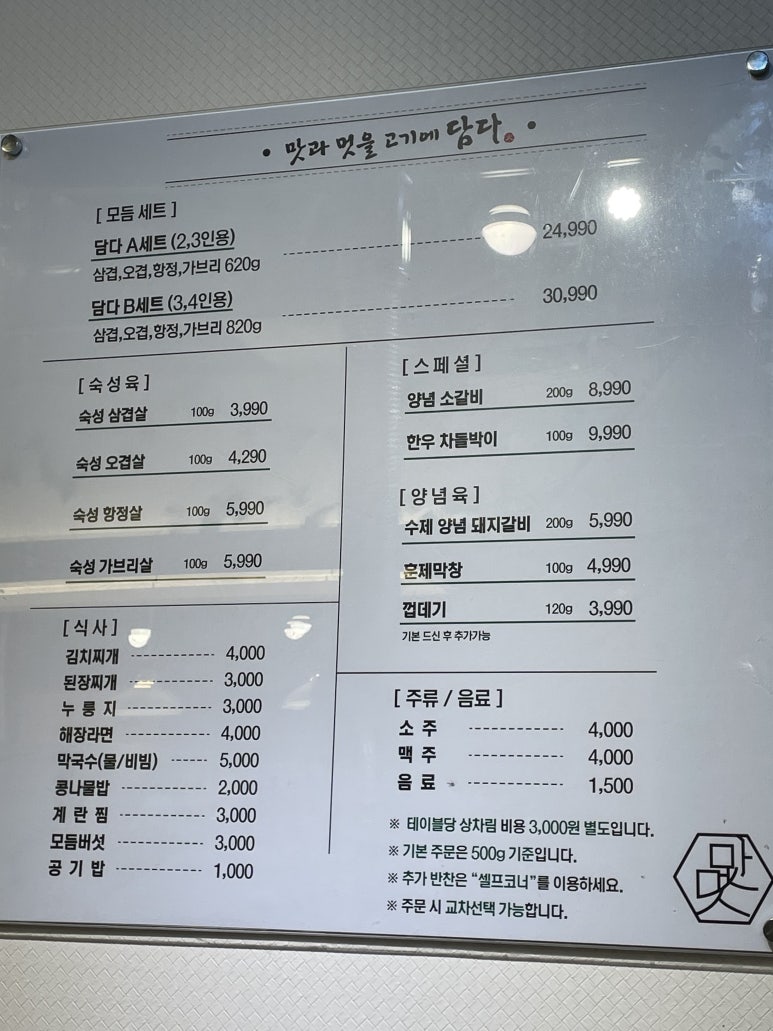 • 맛과 멋을 고기에 담다. •
[ 모듬 세트 ]
담다 A세트 (2,3인용) 24,990
삼겹,오겹,항정,가브리 620g
담다 B세트 (3,4인용) 30,990
삼겹,오겹,항정,가브리 820g
[ 숙성육 ]
숙성 삼겹살 100g 3,990
숙성 오겹살 100g 4,290
숙성 항정살 100g 5,990
숙성 가브리살 100g 5,990
[ 스페셜 ]
양념 소갈비 200g 8,990
한우 차돌박이 100g 9,990
[ 양념육 ]
수제 양념 돼지갈비 200g 5,990
훈제막창 100g 4,990
껍데기 120g 3,990
기본 드신 후 추가가능
[ 식사 ]
김치찌개 4,000
된장찌개 3,000
누룽지 3,000
해장라면 4,000
막국수(물/비빔) 5,000
콩나물밥 2,000
계란찜 3,000
모듬버섯 3,000
공기밥 1,000
[ 주류 / 음료 ]
소주 4,000
맥주 4,000
음료 1,500
※ 테이블당 상차림 비용 3,000원 별도입니다.
※ 기본 주문은 500g 기준입니다.
※ 추가 반찬은 “셀프코너”를 이용하세요.
※ 주문 시 교차선택 가능합니다.
맛
멋